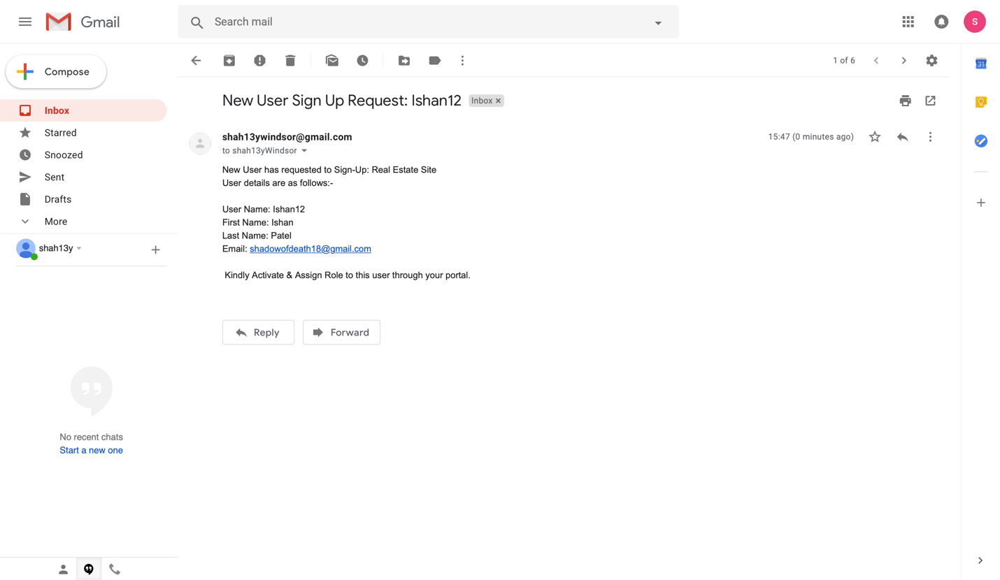 Gmail
Search mail
S
Compose
1 of 6
31
Inbox
Starred
Snoozed
Sent
Drafts
More
shah13y
No recent chats
Start a new one
New User Sign Up Request: Ishan12 Inbox ×
shah13ywindsor@gmail.com 15:47 (0 minutes ago)
to shah13yWindsor
New User has requested to Sign-Up: Real Estate Site
User details are as follows:-
User Name: Ishan12
First Name: Ishan
Last Name: Patel
Email: shadowofdeath18@gmail.com
Kindly Activate & Assign Role to this user through your portal.
Reply Forward